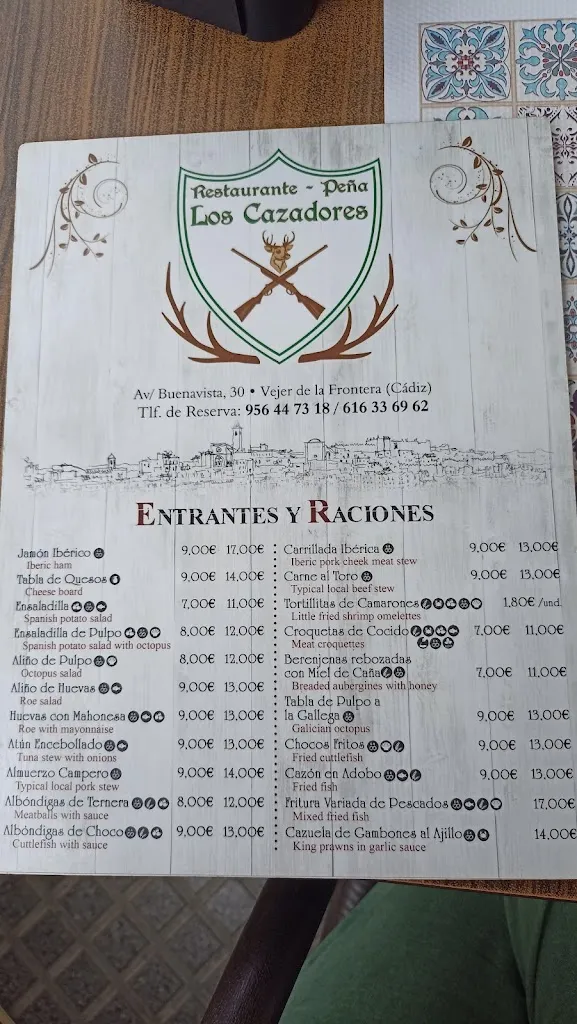 Restaurante - Peña
Los Cazadores
Av/ Buenavista, 30 • Vejer de la Frontera (Cádiz)
Tlf. de Reserva: 956 44 73 18 / 616 33 69 62
Entrantes y Raciones
Jamón Ibérico 9,00€ 17,00€
Iberic ham
Tabla de Quesos 9,00€ 14,00€
Cheese board
Ensaladilla 7,00€ 11,00€
Spanish potato salad
Ensaladilla de Pulpo 8,00€ 12,00€
Spanish potato salad with octopus
Aliño de Pulpo 8,00€ 12,00€
Octopus salad
Aliño de Huevas 9,00€ 13,00€
Roe salad
Huevas con Mahonesa 9,00€ 13,00€
Roe with mayonnaise
Atún Encebollado 9,00€ 13,00€
Tuna stew with onions
Almuerzo Campero 9,00€ 14,00€
Typical local pork stew
Albóndigas de Ternera 8,00€ 12,00€
Meatballs with sauce
Albóndigas de Choco 9,00€ 13,00€
Cuttlefish with sauce
Carrillada Ibérica 9,00€ 13,00€
Iberic pork cheek meat stew
Carne al Toro 9,00€ 13,00€
Typical local beef stew
Tortillitas de Camarones 1,80€ /und.
Little fried shrimp omelettes
Croquetas de Cocido 7,00€ 11,00€
Meat croquettes
Berenjenas rebozadas
con Miel de Caña 7,00€ 11,00€
Breaded aubergines with honey
Tabla de Pulpo a
la Gallega 9,00€ 13,00€
Galician octopus
Chocos Fritos 9,00€ 13,00€
Fried cuttlefish
Cazón en Adobo 9,00€ 13,00€
Fried fish
Fritura Variada de Pescados 17,00€
Mixed fried fish
Cazuela de Gambones al Ajillo 14,00€
King prawns in garlic sauce